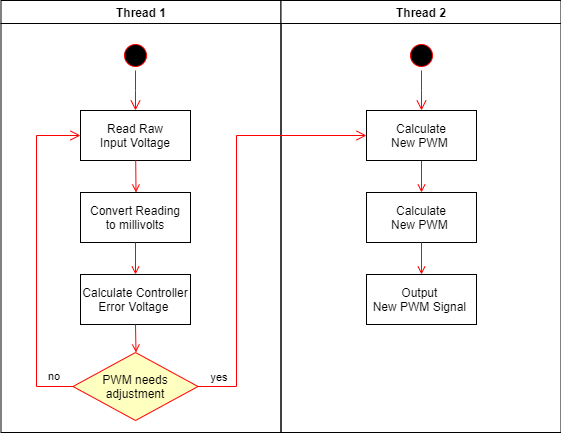 Thread 1
Thread 2
Read Raw
Input Voltage
Calculate
New PWM
Convert Reading
to millivolts
Calculate
New PWM
Calculate Controller
Error Voltage
Output
New PWM Signal
no
PWM needs
adjustment
yes